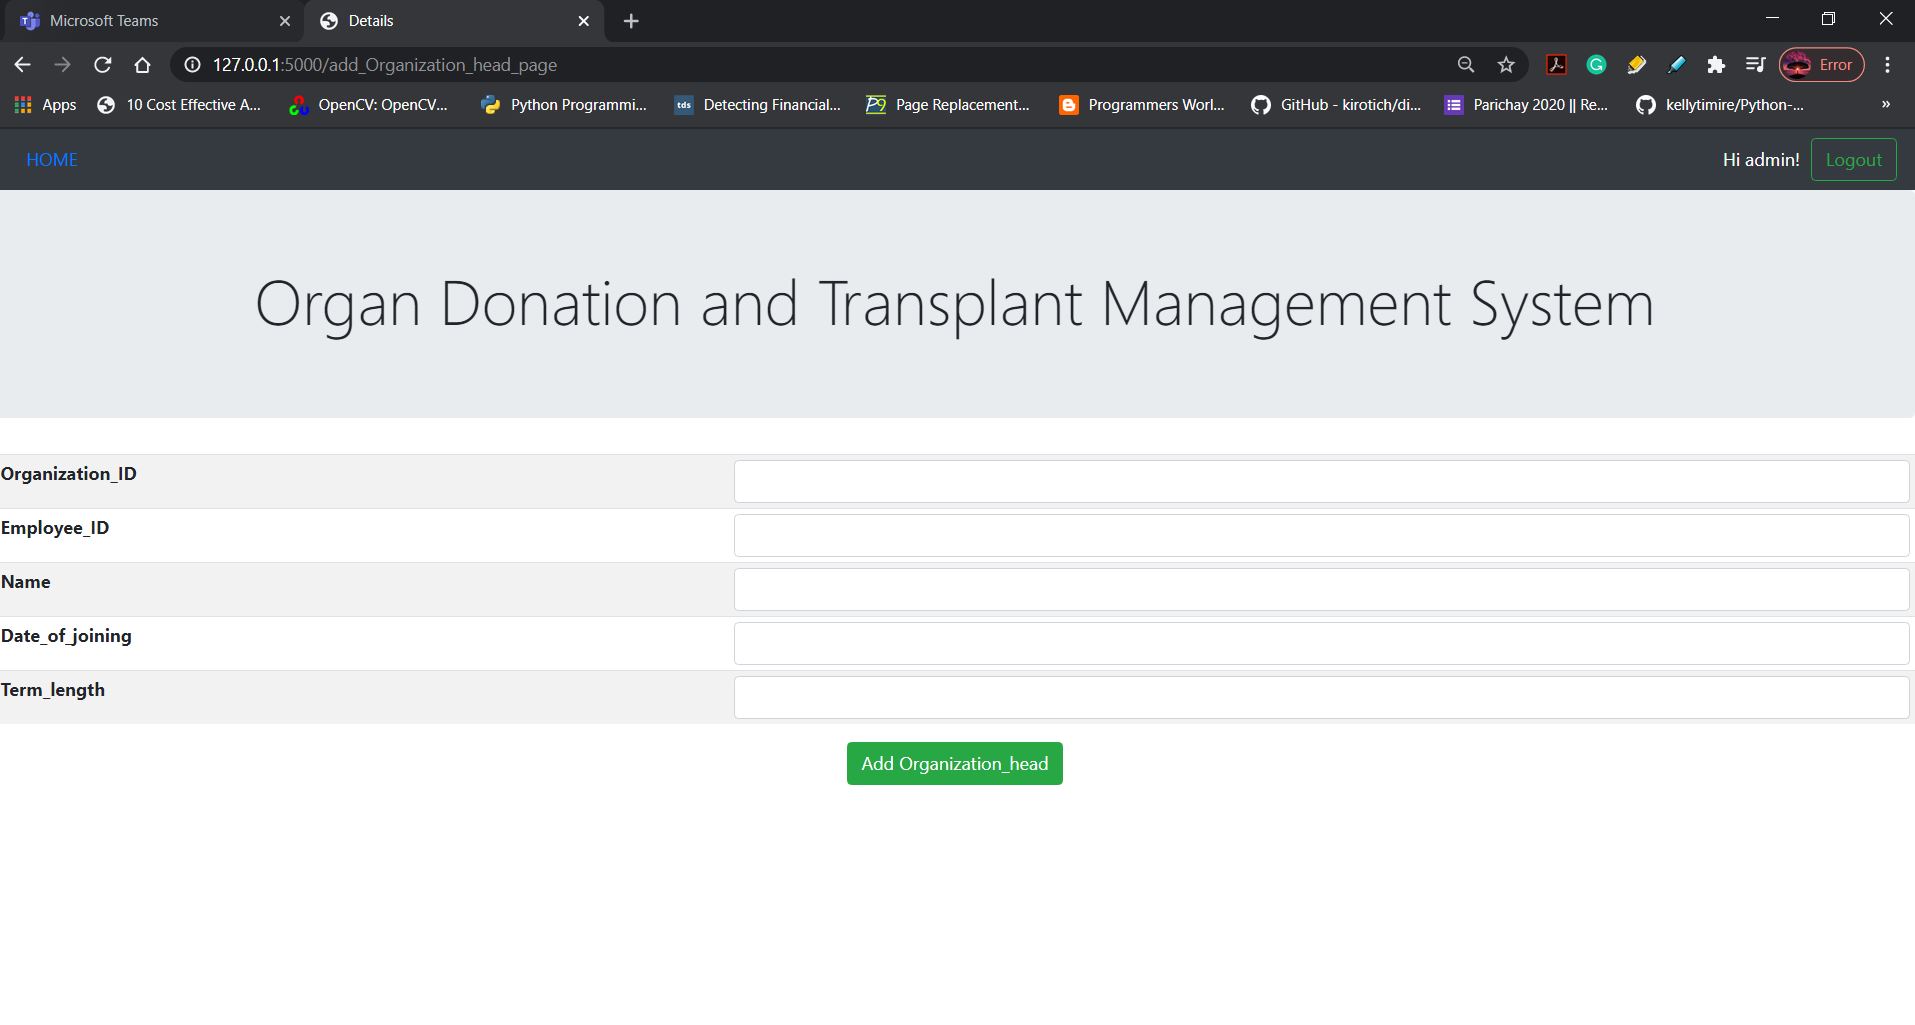 Microsoft Teams
Details
127.0.0.1:5000/add_Organization_head_page
Error
Apps
10 Cost Effective A...
OpenCV: OpenCV...
Python Programmi...
tds
Detecting Financial...
Page Replacement...
Programmers Worl...
GitHub - kirotich/di...
Parichay 2020 || Re...
kellytimire/Python-...
»
HOME
Hi admin!
Logout
Organ Donation and Transplant Management System
Organization_ID
Employee_ID
Name
Date_of_joining
Term_length
Add Organization_head